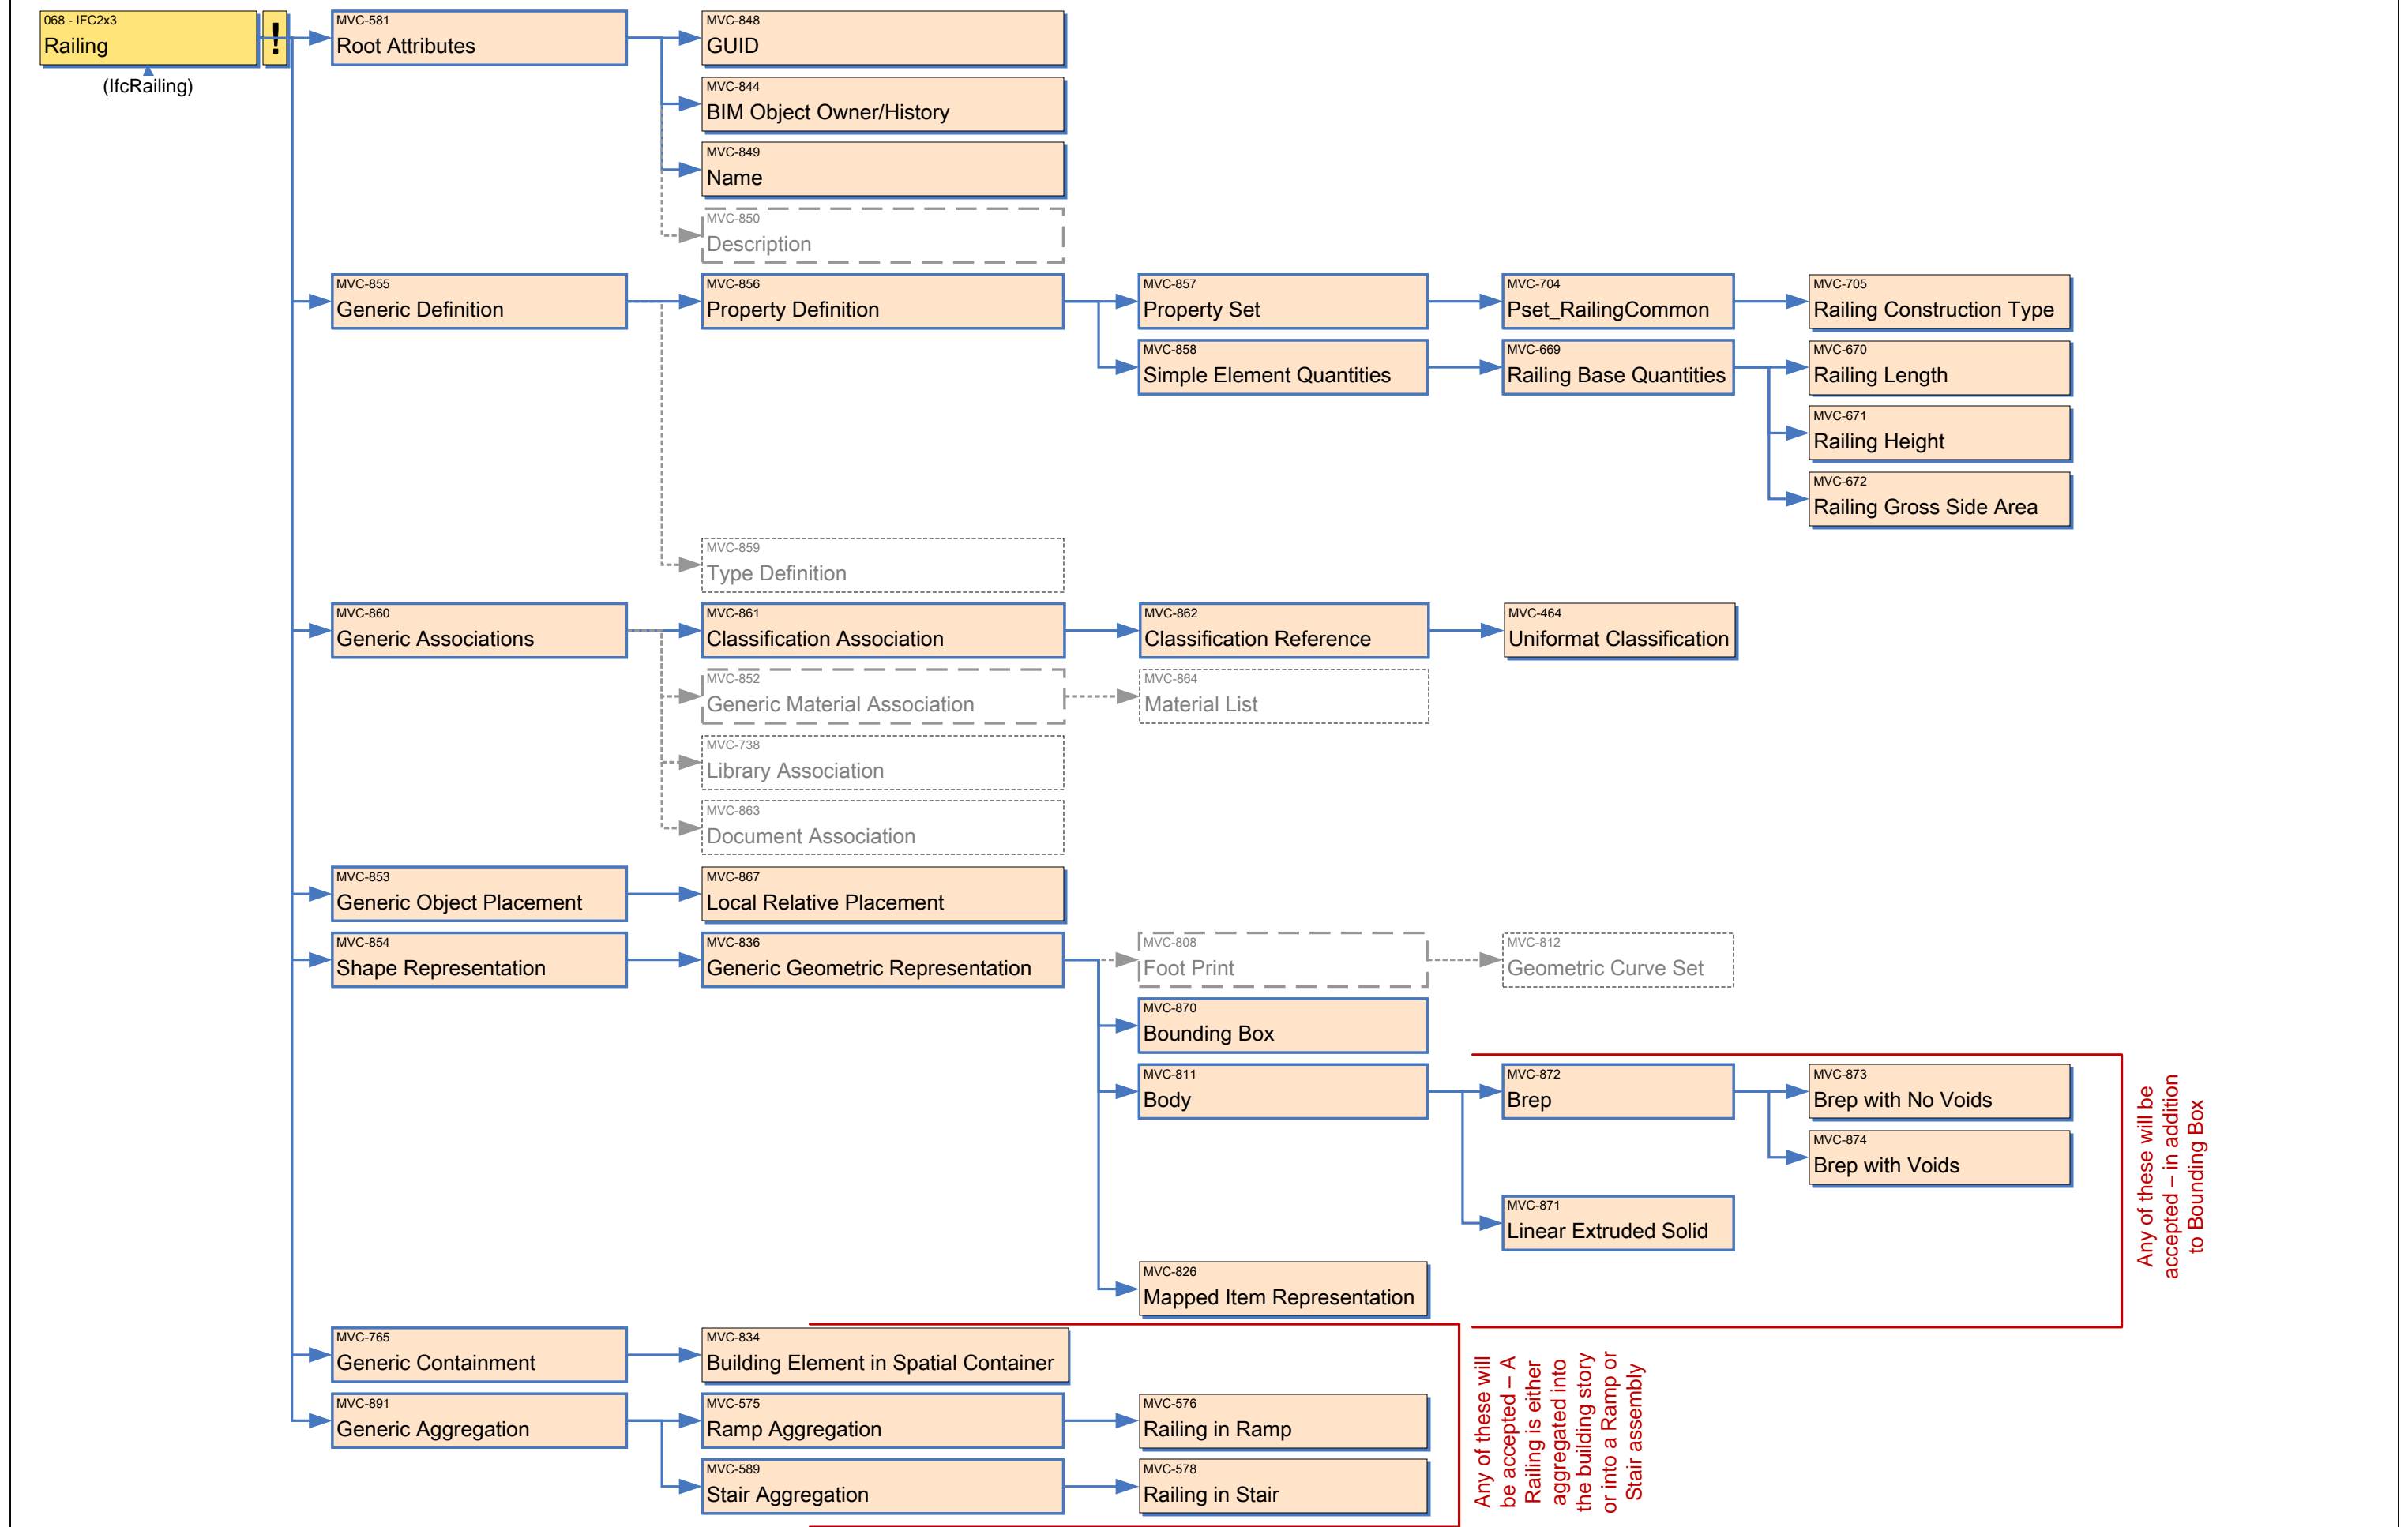 068 - IFC2x3
Railing
!
(IfcRailing)
MVC-581
Root Attributes
MVC-848
GUID
MVC-844
BIM Object Owner/History
MVC-849
Name
MVC-850
Description
MVC-855
Generic Definition
MVC-856
Property Definition
MVC-857
Property Set
MVC-704
Pset_RailingCommon
MVC-705
Railing Construction Type
MVC-858
Simple Element Quantities
MVC-669
Railing Base Quantities
MVC-670
Railing Length
MVC-671
Railing Height
MVC-672
Railing Gross Side Area
MVC-859
Type Definition
MVC-860
Generic Associations
MVC-861
Classification Association
MVC-862
Classification Reference
MVC-464
Uniformat Classification
MVC-852
Generic Material Association
MVC-864
Material List
MVC-738
Library Association
MVC-863
Document Association
MVC-853
Generic Object Placement
MVC-867
Local Relative Placement
MVC-854
Shape Representation
MVC-836
Generic Geometric Representation
MVC-808
Foot Print
MVC-812
Geometric Curve Set
MVC-870
Bounding Box
MVC-811
Body
MVC-872
Brep
MVC-873
Brep with No Voids
MVC-874
Brep with Voids
MVC-871
Linear Extruded Solid
MVC-826
Mapped Item Representation
Any of these will be
accepted – in addition
to Bounding Box
MVC-765
Generic Containment
MVC-834
Building Element in Spatial Container
MVC-891
Generic Aggregation
MVC-575
Ramp Aggregation
MVC-576
Railing in Ramp
MVC-589
Stair Aggregation
MVC-578
Railing in Stair
Any of these will
be accepted – A
Railing is either
aggregated into
the building story
or into a Ramp or
Stair assembly